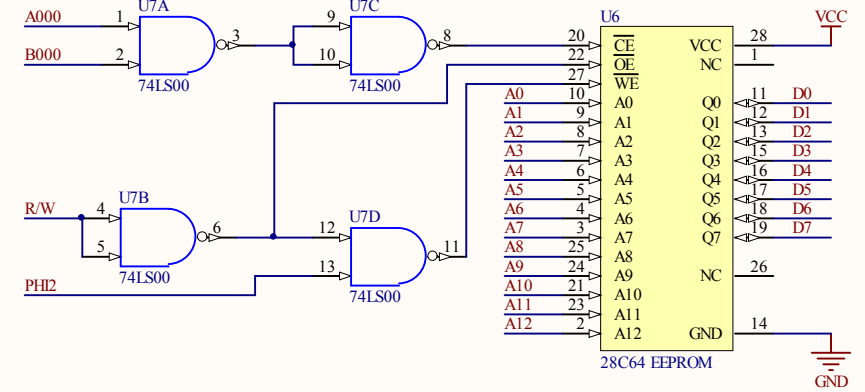 U7A
U7C
U6
VCC
A000
1
9
3
8
20
CE
VCC
28
B000
2
10
22
OE
NC
1
27
WE
74LS00
74LS00
A0
10
A0
Q0
11
D0
A1
9
A1
Q1
12
D1
A2
8
A2
Q2
13
D2
A3
7
A3
Q3
15
D3
A4
6
A4
Q4
16
D4
A5
5
A5
Q5
17
D5
A6
4
A6
Q6
18
D6
A7
3
A7
Q7
19
D7
A8
25
A8
A9
24
A9
NC
26
A10
21
A10
A11
23
A11
A12
2
A12
GND
14
28C64 EEPROM
GND
U7B
R/W
4
5
6
74LS00
U7D
12
13
11
74LS00
PHI2